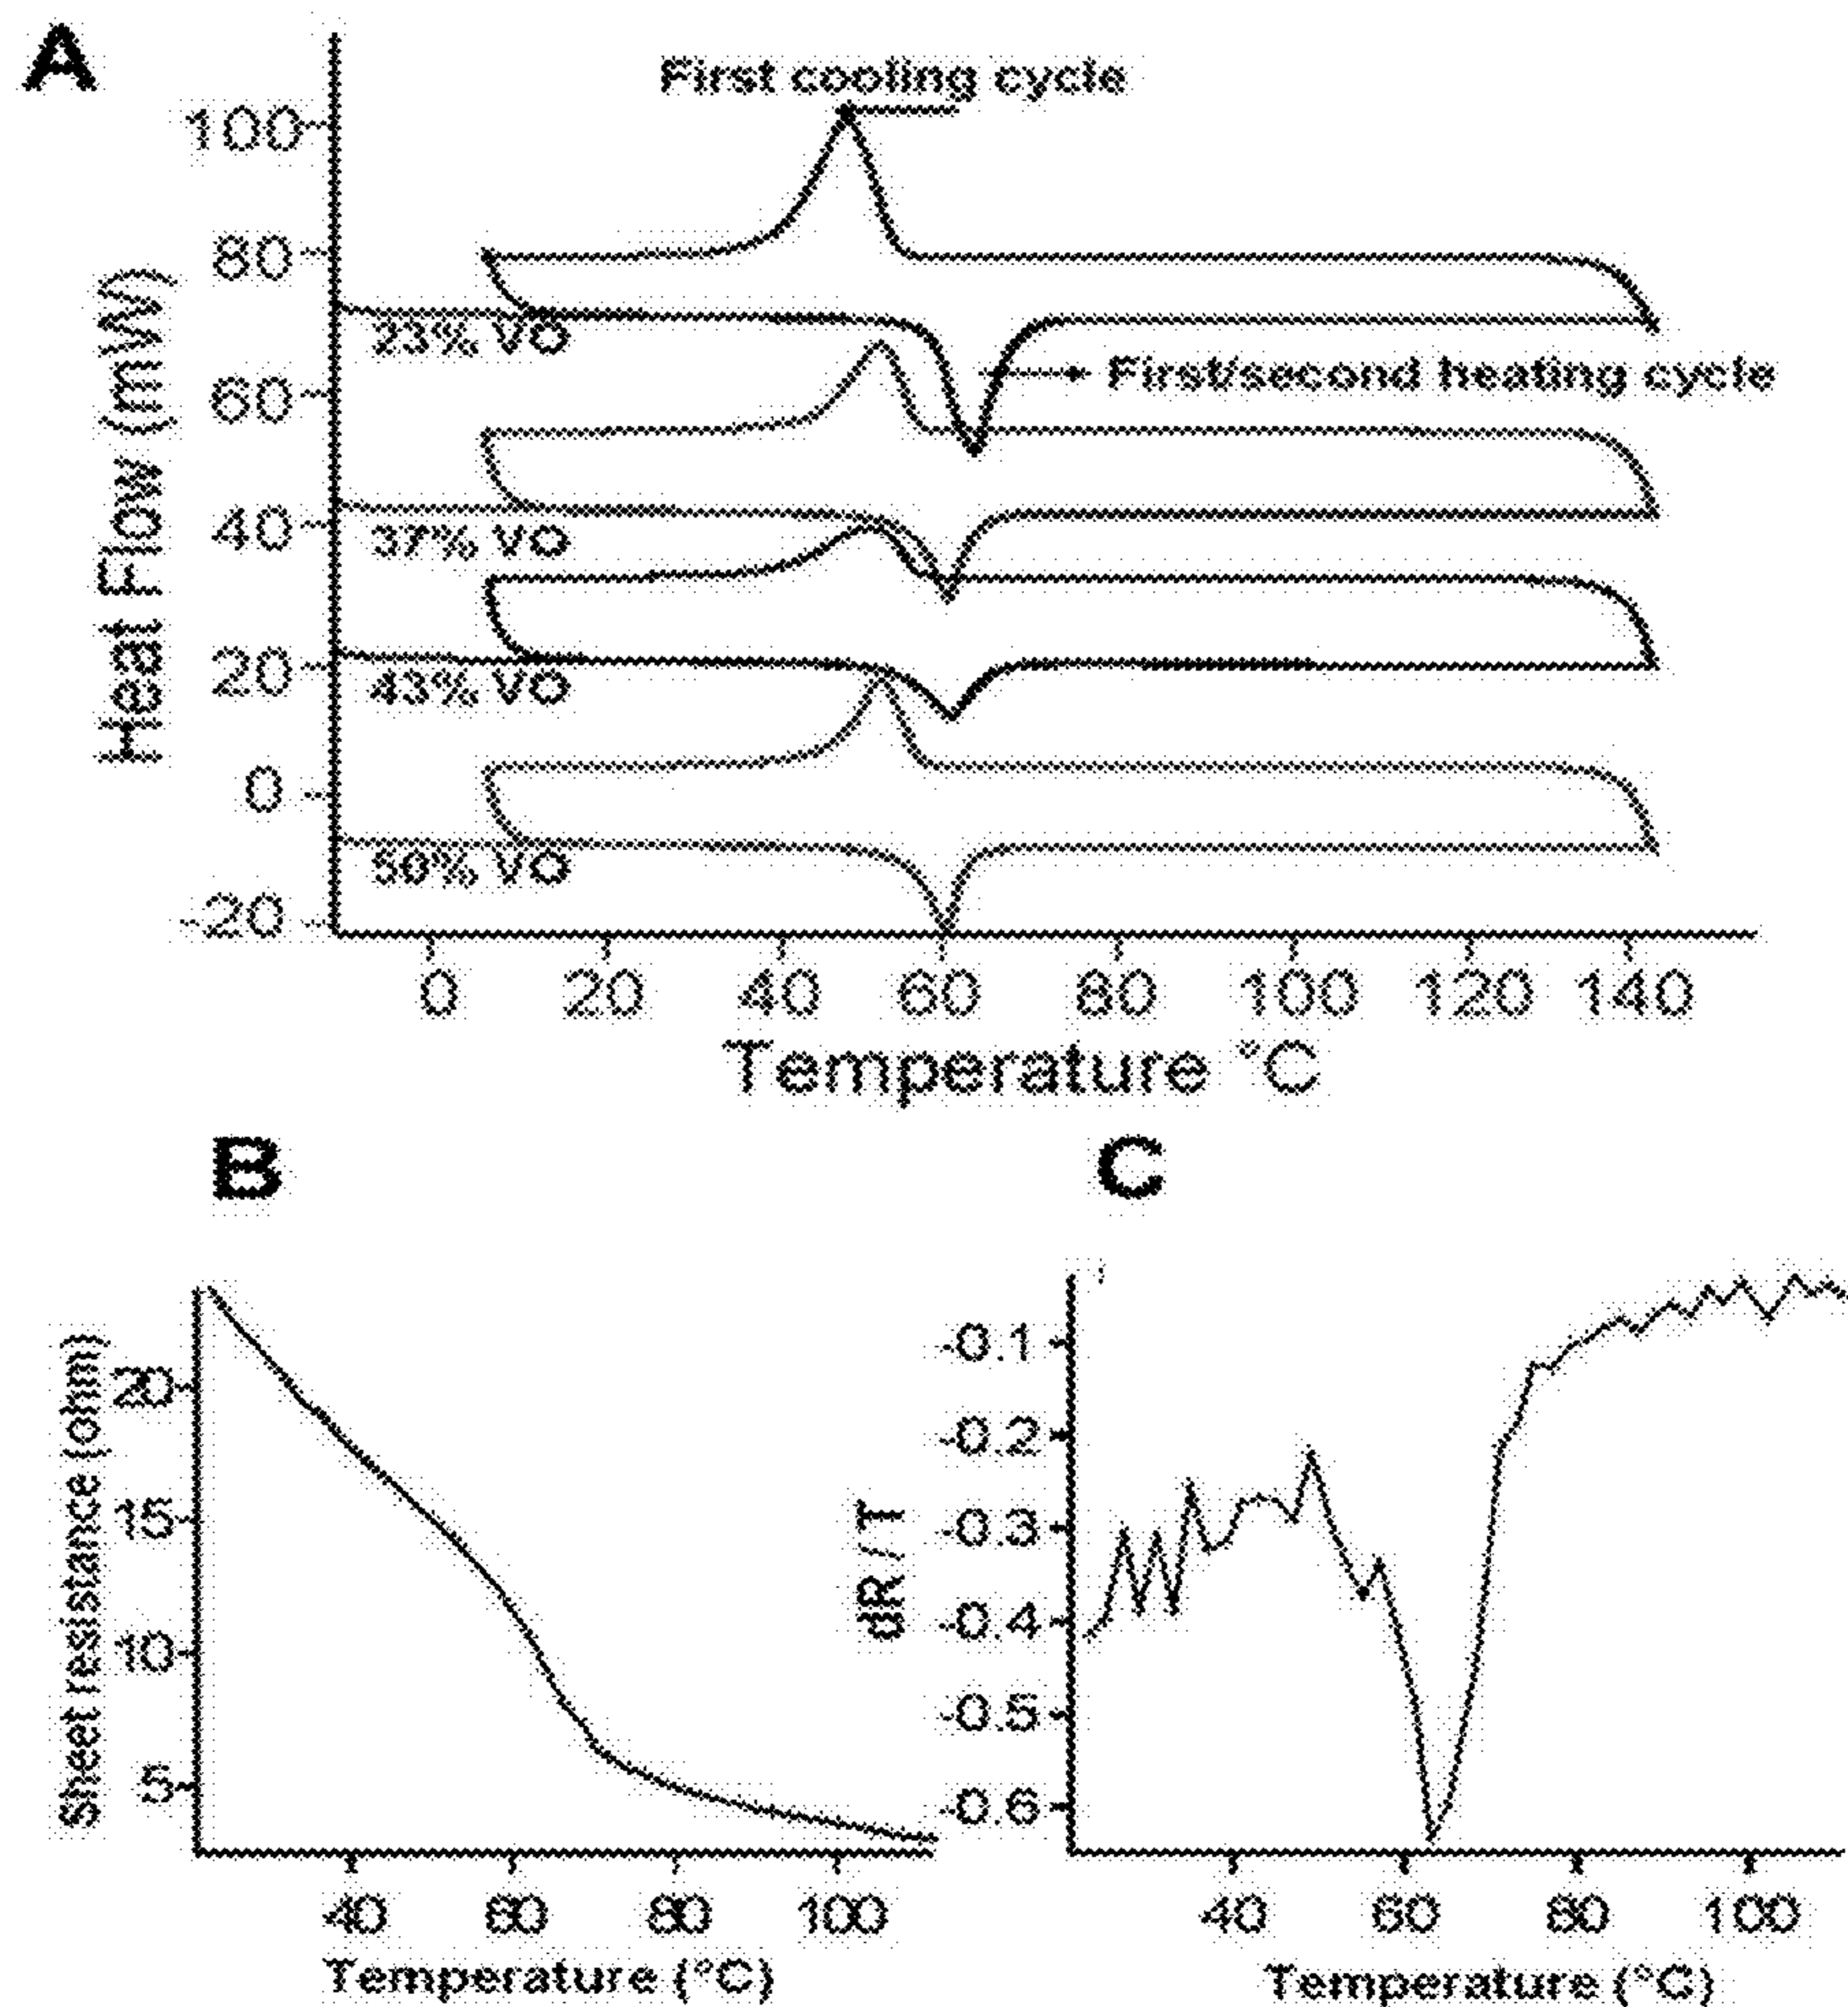 A
First cooling cycle
100
80
23% VO
First/second heating cycle
60
40
37% VO
20
43% VO
0
50% VO
-20
Heat Flow (mW)
0 20 40 60 80 100 120 140
Temperature °C
B
20
15
10
5
Sheet resistance (ohm)
40 60 80 100
Temperature (°C)
C
-0.1
-0.2
-0.3
-0.4
-0.5
-0.6
dR / T
40 60 80 100
Temperature (°C)